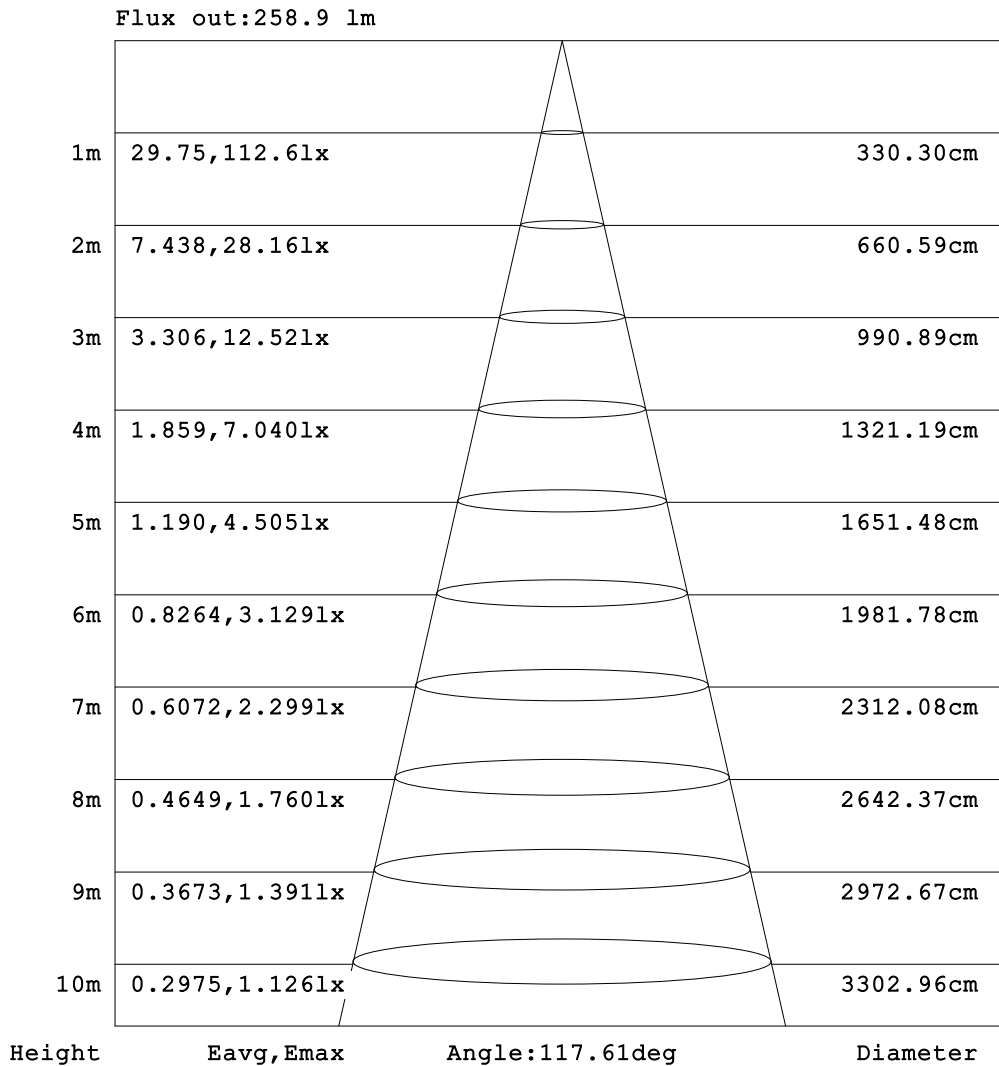 Flux out:258.9 lm
1m 29.75,112.6lx 330.30cm
2m 7.438,28.16lx 660.59cm
3m 3.306,12.52lx 990.89cm
4m 1.859,7.040lx 1321.19cm
5m 1.190,4.505lx 1651.48cm
6m 0.8264,3.129lx 1981.78cm
7m 0.6072,2.299lx 2312.08cm
8m 0.4649,1.760lx 2642.37cm
9m 0.3673,1.391lx 2972.67cm
10m 0.2975,1.126lx 3302.96cm
Height Eavg,Emax Angle:117.61deg Diameter